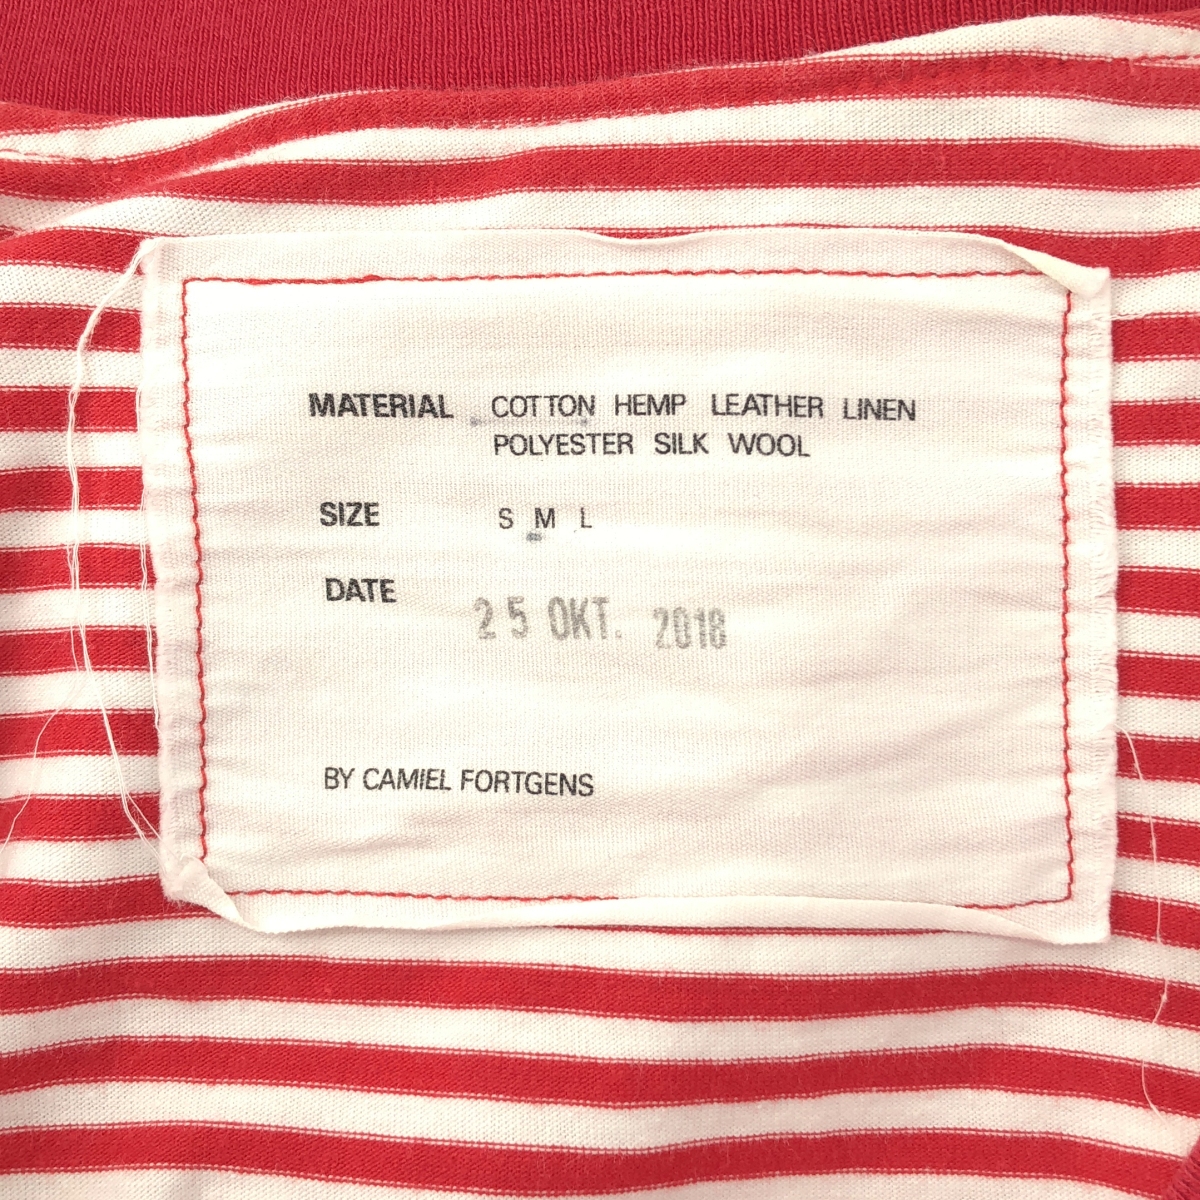 MATERIAL COTTON HEMP LEATHER LINEN
POLYESTER SILK WOOL
SIZE S M L
DATE 25 OKT. 2018
BY CAMIEL FORTGENS